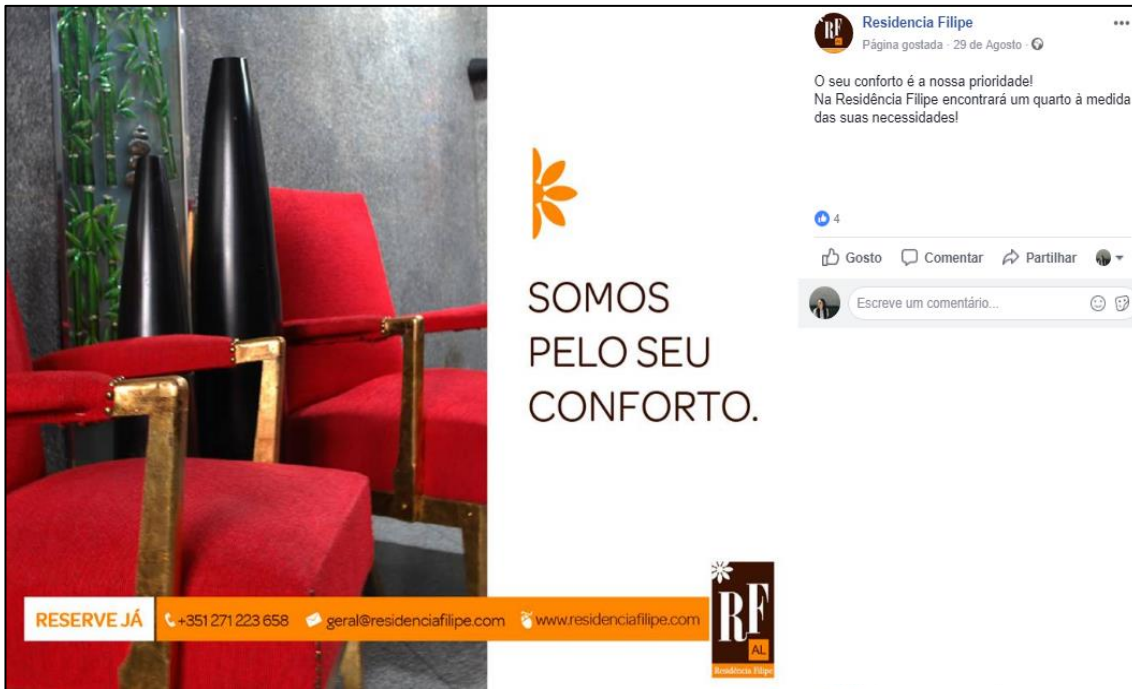 SOMOS
PELO SEU
CONFORTO.
RESERVE JÁ
+351 271 223 658
geral@residenciafilipe.com
www.residenciafilipe.com
RF
AL
Residência Filipe
RF
AL
Residencia Filipe
Página gostada · 29 de Agosto ·
O seu conforto é a nossa prioridade!
Na Residência Filipe encontrará um quarto à medida
das suas necessidades!
4
Gosto Comentar Partilhar
Escreve um comentário...